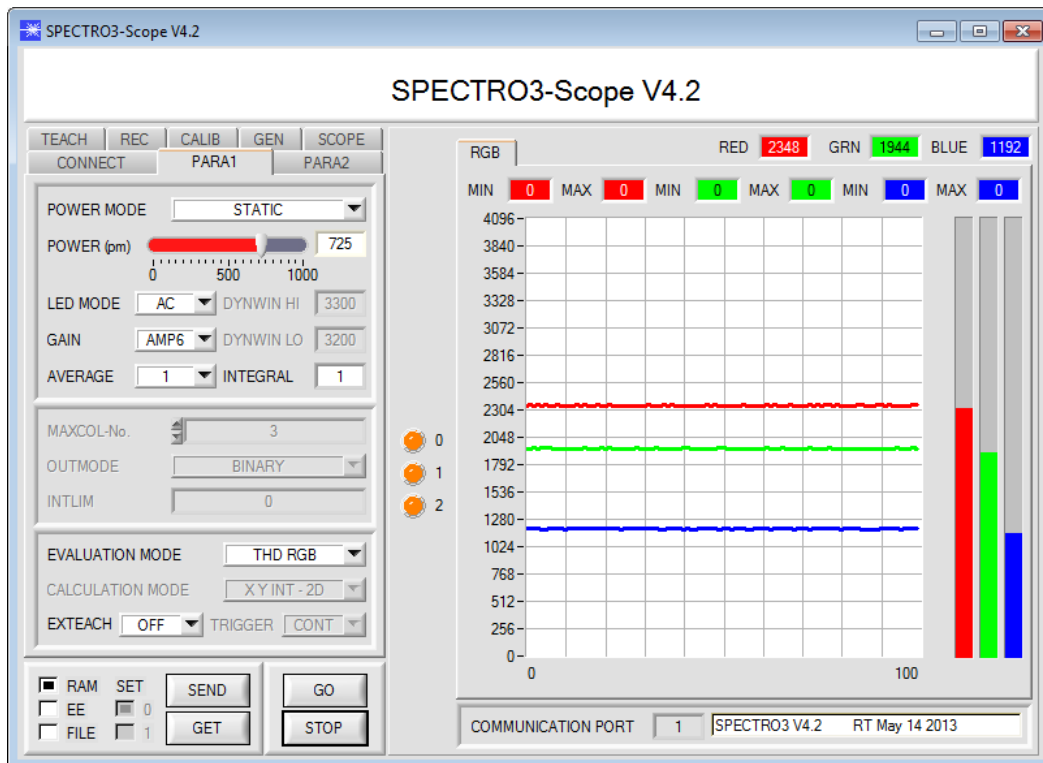 SPECTRO3-Scope V4.2
SPECTRO3-Scope V4.2
TEACH REC CALIB GEN SCOPE
CONNECT PARA1 PARA2
POWER MODE STATIC
POWER (pm) 725
0 500 1000
LED MODE AC DYNWIN HI 3300
GAIN AMP6 DYNWIN LO 3200
AVERAGE 1 INTEGRAL 1
MAXCOL-No. 3
OUTMODE BINARY
INTLIM 0
EVALUATION MODE THD RGB
CALCULATION MODE X Y INT - 2D
EXTEACH OFF TRIGGER CONT
RAM SET SEND GO
EE 0
FILE 1 GET STOP
0
1
2
RGB RED 2348 GRN 1944 BLUE 1192
MIN 0 MAX 0 MIN 0 MAX 0 MIN 0 MAX 0
4096
3840
3584
3328
3072
2816
2560
2304
2048
1792
1536
1280
1024
768
512
256
0
0 100
COMMUNICATION PORT 1 SPECTRO3 V4.2 RT May 14 2013